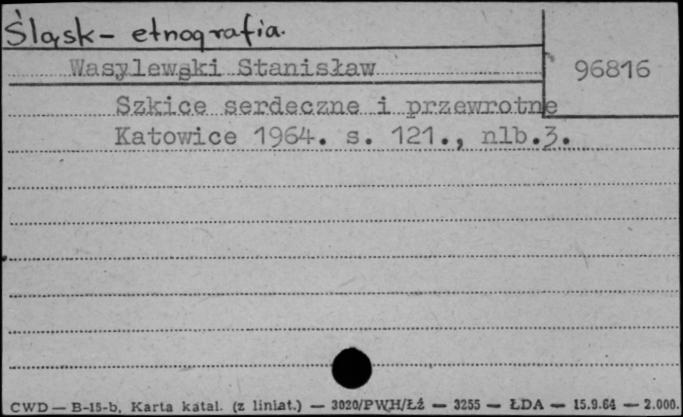 Śląsk - etnografia.
Wasylewski Stanisław
96816
Szkice serdeczne i przewrotne
Katowice 1964. s. 121., nlb.3.
CWD — B-15-b, Karta katal. (z liniat.) — 3020/PWH/Łź — 3255 — ŁDA — 15.9.64 — 2.000.